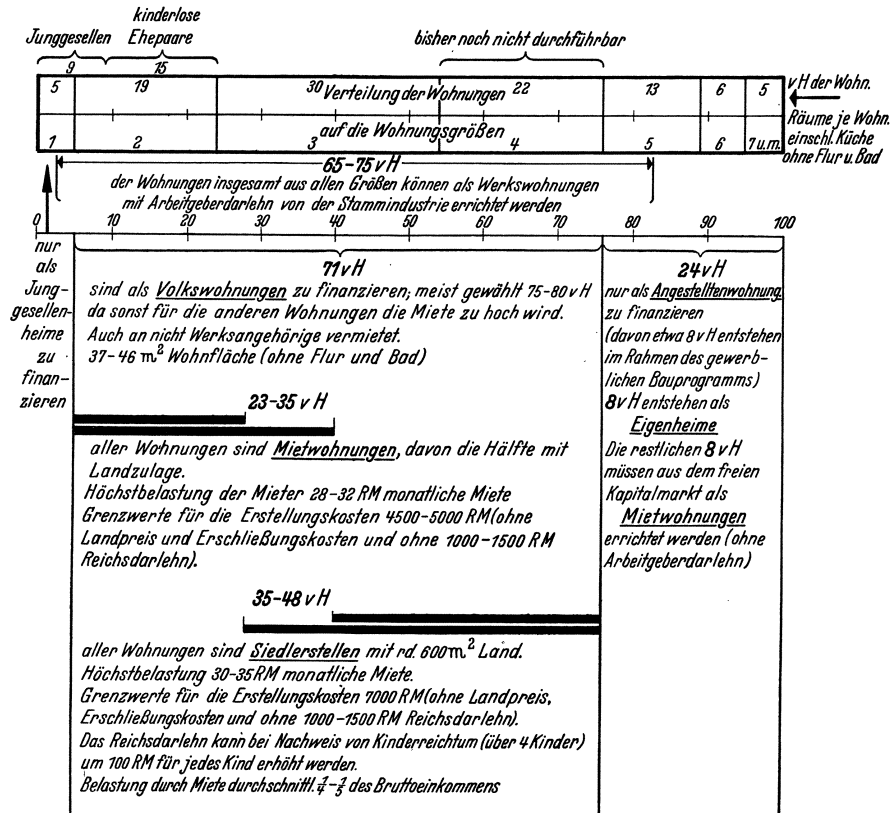 kinderlose
Junggesellen Ehepaare
bisher noch nicht durchführbar
9 15
5 19 30 22 13 6 5
Verteilung der Wohnungen
vH der Wohn.
auf die Wohnungsgrößen
Räume je Wohn.
einschl. Küche
ohne Flur u. Bad
1 2 3 4 5 6 7 u.m.
65-75 vH
der Wohnungen insgesamt aus allen Größen können als Werkswohnungen
mit Arbeitgeberdarlehn von der Stammindustrie errichtet werden
0 10 20 30 40 50 60 70 80 90 100
nur
als
Jung-
gesellen-
heime
zu
finan-
zieren
71 vH
sind als Volkswohnungen zu finanzieren; meist gewählt 75-80 vH
da sonst für die anderen Wohnungen die Miete zu hoch wird.
Auch an nicht Werksangehörige vermietet.
37-46 m² Wohnfläche (ohne Flur und Bad)
23-35 vH
aller Wohnungen sind Mietwohnungen, davon die Hälfte mit
Landzulage.
Höchstbelastung der Mieter 28-32 RM monatliche Miete
Grenzwerte für die Erstellungskosten 4500-5000 RM (ohne
Landpreis und Erschließungskosten und ohne 1000-1500 RM
Reichsdarlehn).
35-48 vH
aller Wohnungen sind Siedlerstellen mit rd. 600 m² Land.
Höchstbelastung 30-35 RM monatliche Miete.
Grenzwerte für die Erstellungskosten 7000 RM (ohne Landpreis,
Erschließungskosten und ohne 1000-1500 RM Reichsdarlehn).
Das Reichsdarlehn kann bei Nachweis von Kinderreichtum (über 4 Kinder)
um 100 RM für jedes Kind erhöht werden.
Belastung durch Miete durchschnittl. 1/4-1/5 des Bruttoeinkommens
24 vH
nur als Angestelltenwohnung
zu finanzieren
(davon etwa 8 vH entstehen
im Rahmen des gewerb-
lichen Bauprogramms)
8 vH entstehen als
Eigenheime
Die restlichen 8 vH
müssen aus dem freien
Kapitalmarkt als
Mietwohnungen
errichtet werden (ohne
Arbeitgeberdarlehn)